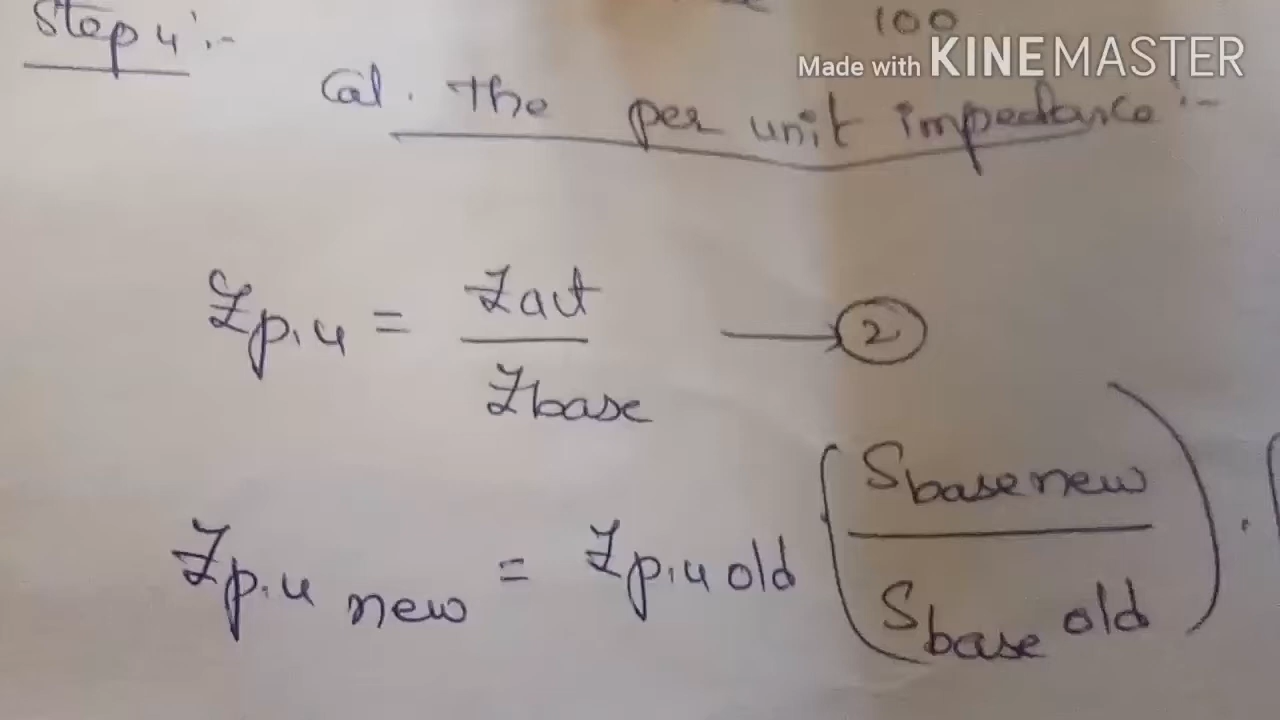 Step 4 :-
100
Made with KINEMASTER
Cal. The per unit impedance :-
Zp.u = Zact / Zbase → 2
Zp.u new = Zp.u old ( Sbase new / Sbase old ) .